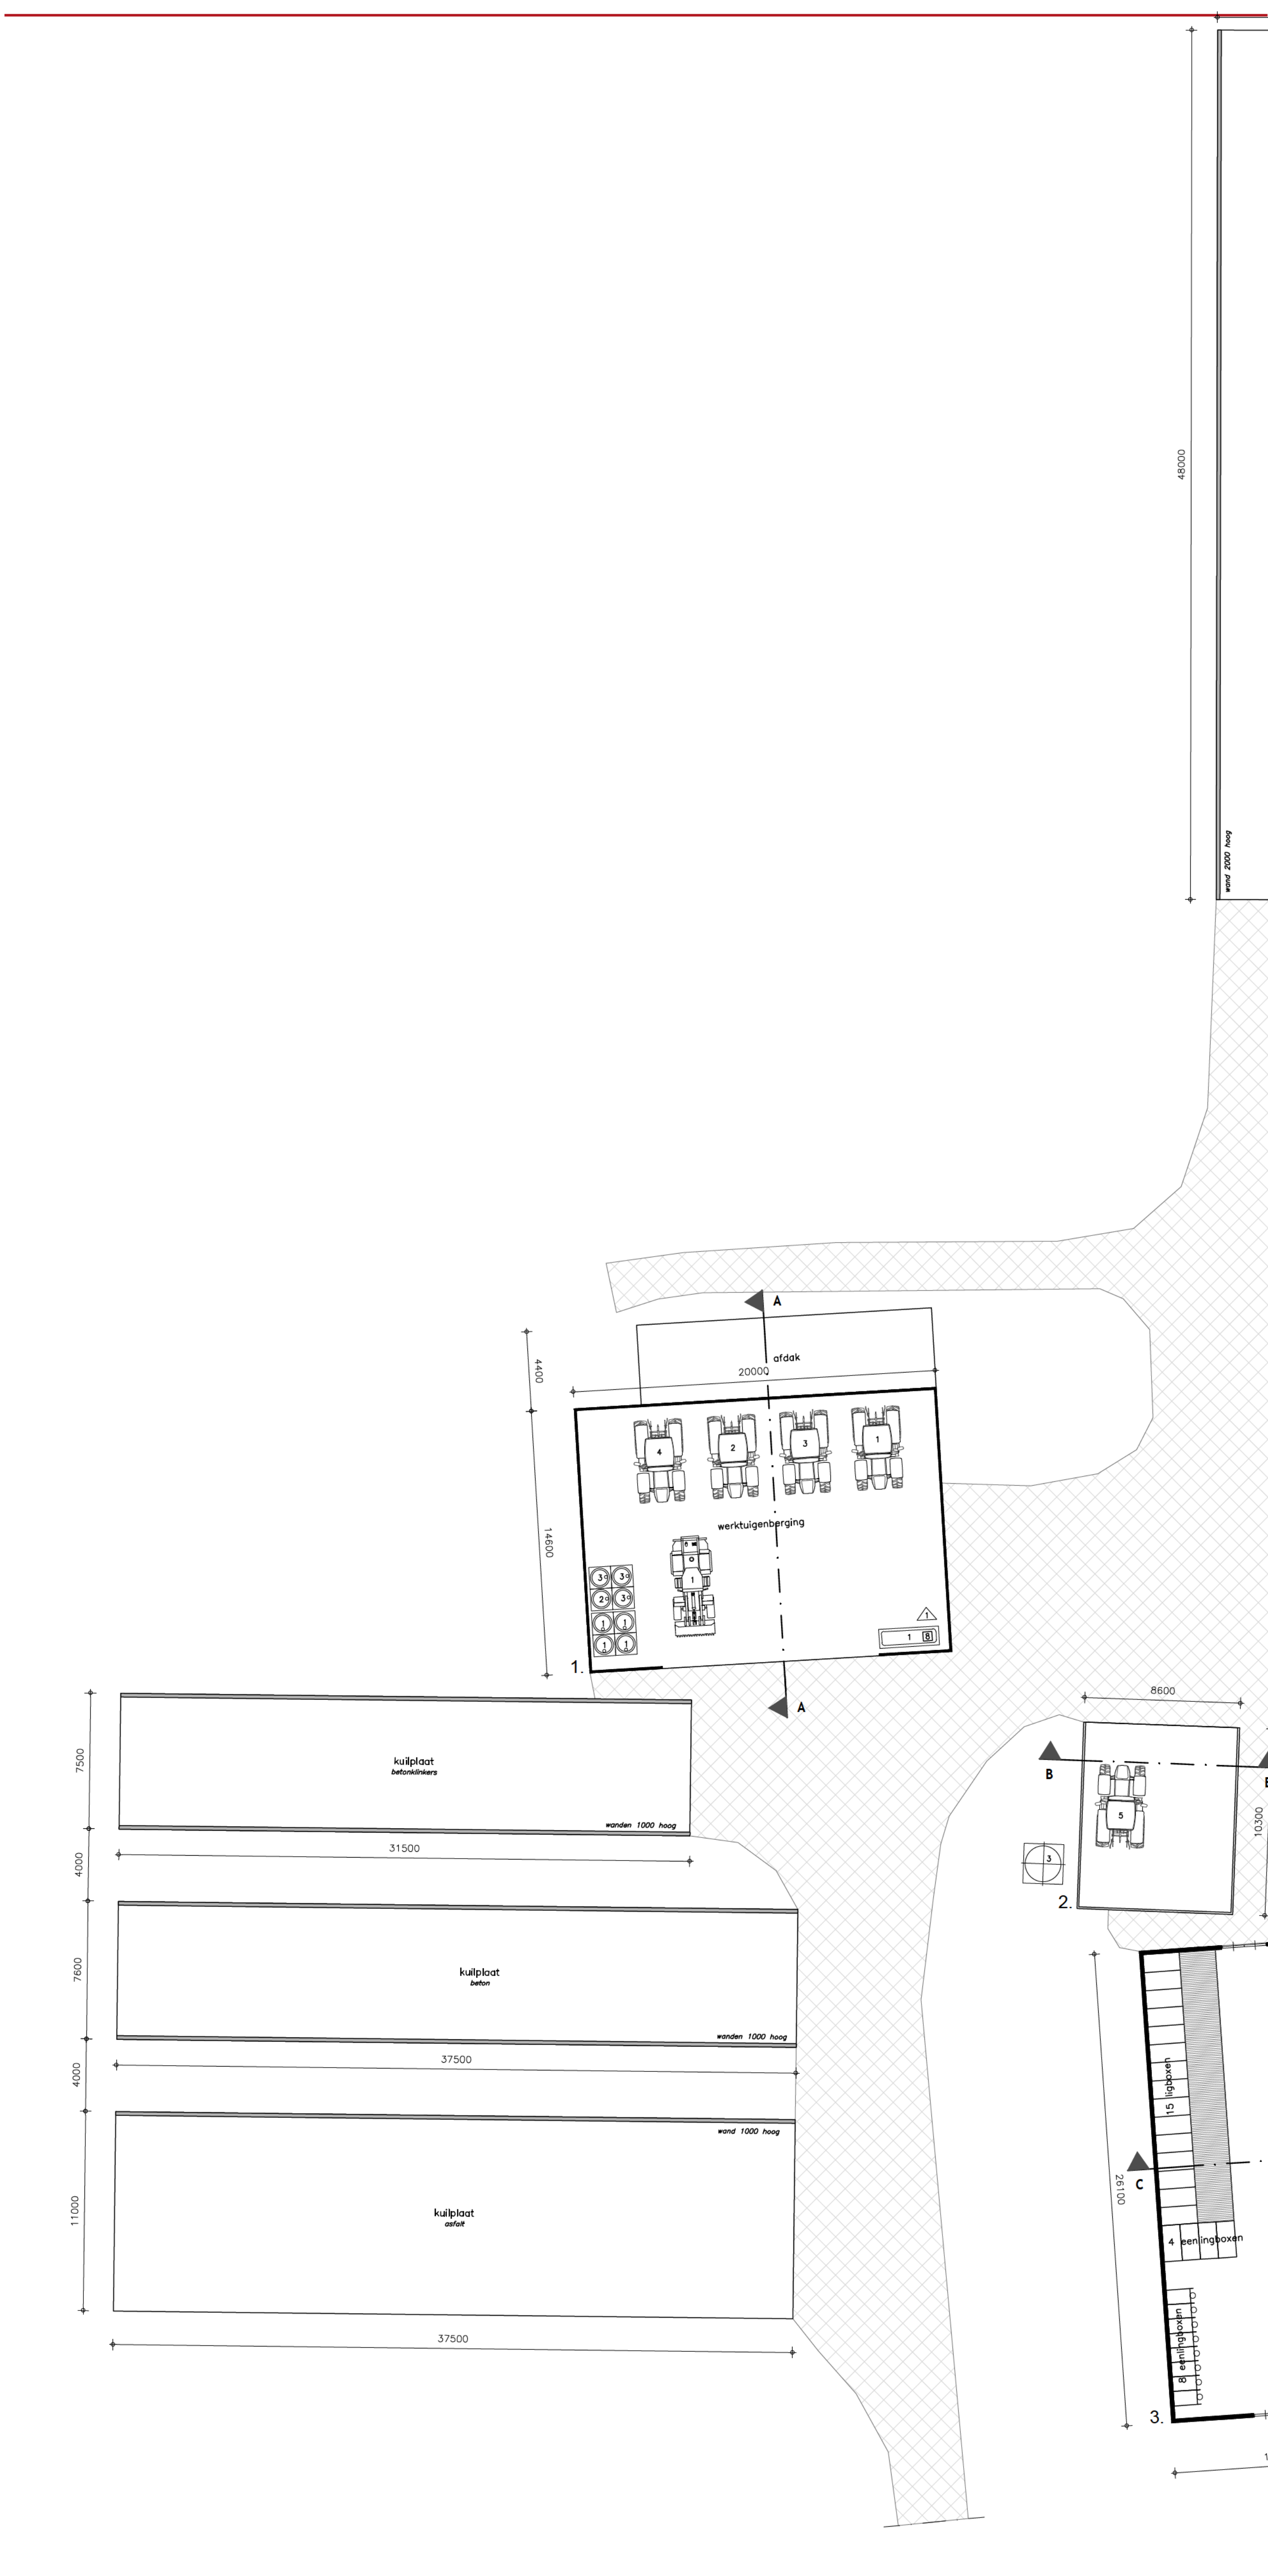 48000
wand 2000 hoog
A
afdak
20000
4400
4
2
3
1
14600
werktuigenberging
1
3
3
2
3
1
1
1
1
1
1
8
1.
A
8600
7500
kuilplaat
betonklinkers
wanden 1000 hoog
31500
4000
B
5
10300
3
2.
7600
kuilplaat
beton
wanden 1000 hoog
37500
4000
15 ligboxen
wand 1000 hoog
11000
kuilplaat
asfalt
C
26100
4 eenlingboxen
8 eenlingboxen
37500
3.